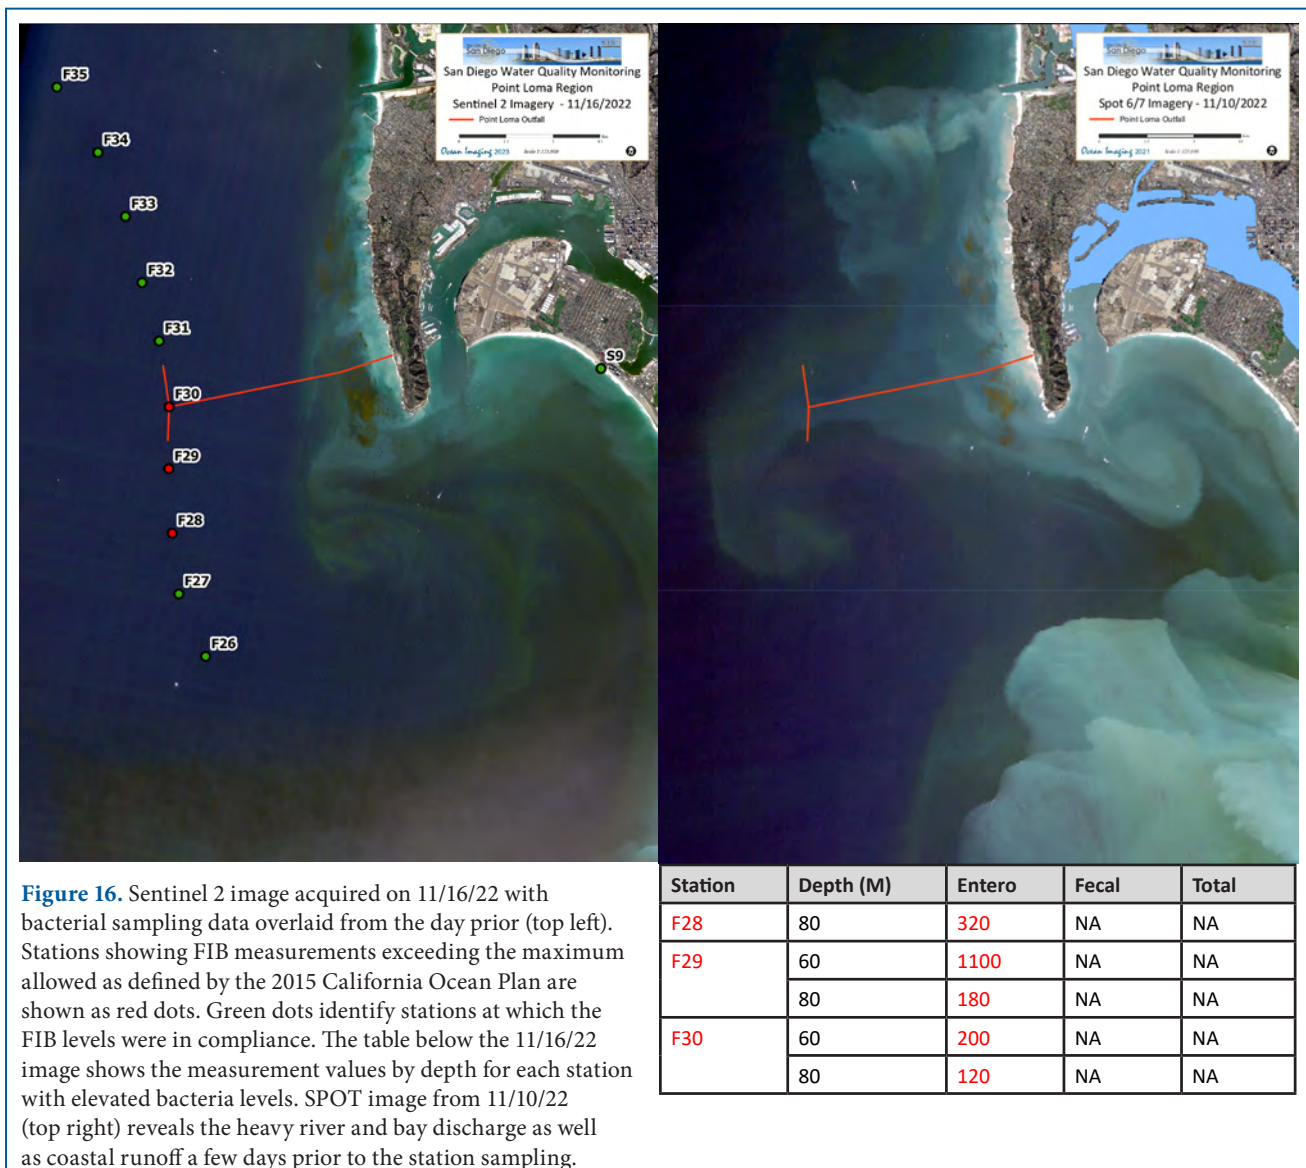 San Diego
San Diego Water Quality Monitoring
Point Loma Region
Sentinel 2 Imagery - 11/16/2022
Point Loma Outfall
Ocean Imaging 2023
San Diego
San Diego Water Quality Monitoring
Point Loma Region
Spot 6/7 Imagery - 11/10/2022
Point Loma Outfall
Ocean Imaging 2021
F35
F34
F33
F32
F31
F30
F29
F28
F27
F26
S9
Figure 16. Sentinel 2 image acquired on 11/16/22 with
bacterial sampling data overlaid from the day prior (top left).
Stations showing FIB measurements exceeding the maximum
allowed as defined by the 2015 California Ocean Plan are
shown as red dots. Green dots identify stations at which the
FIB levels were in compliance. The table below the 11/16/22
image shows the measurement values by depth for each station
with elevated bacteria levels. SPOT image from 11/10/22
(top right) reveals the heavy river and bay discharge as well
as coastal runoff a few days prior to the station sampling.
Station Depth (M) Entero Fecal Total
F28 80 320 NA NA
F29 60 1100 NA NA
80 180 NA NA
F30 60 200 NA NA
80 120 NA NA